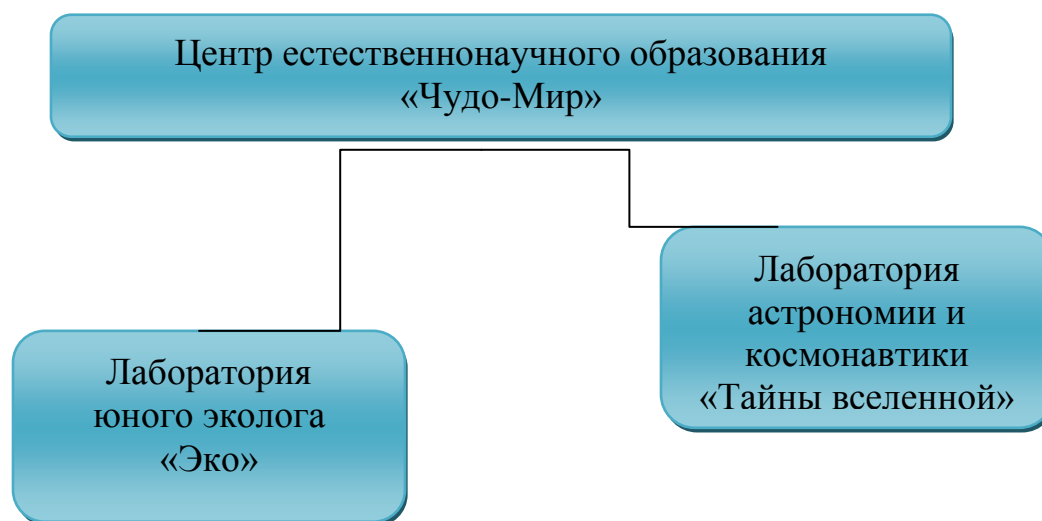 Центр естественнонаучного образования
«Чудо-Мир»
Лаборатория
астрономии и
космонавтики
«Тайны вселенной»
Лаборатория
юного эколога
«Эко»